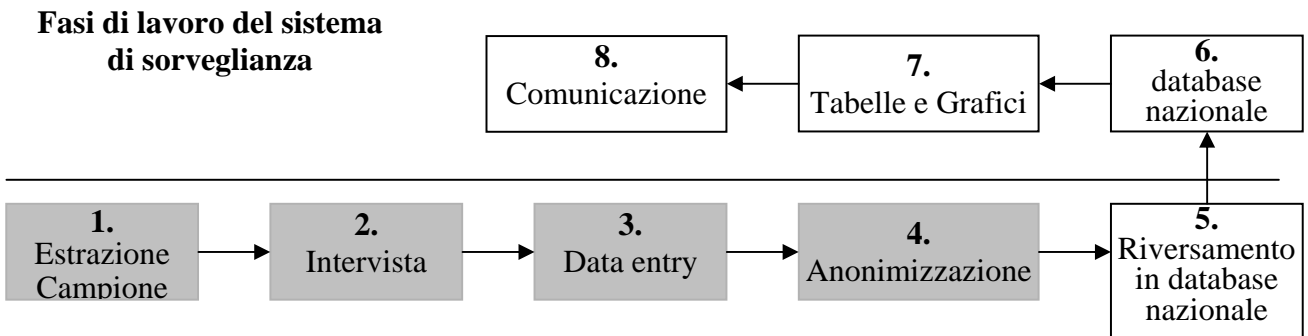 Fasi di lavoro del sistema
di sorveglianza
8.
Comunicazione
7.
Tabelle e Grafici
6.
database
nazionale
1.
Estrazione
Campione
2.
Intervista
3.
Data entry
4.
Anonimizzazione
5.
Riversamento
in database
nazionale